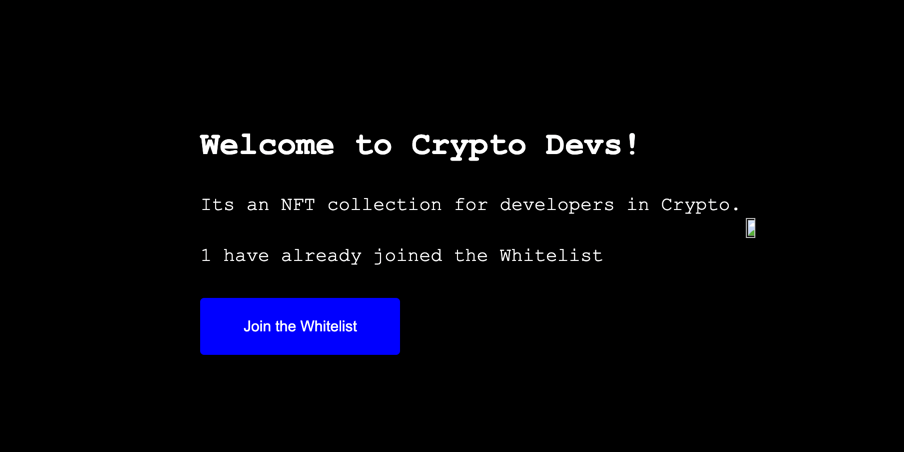 Welcome to Crypto Devs!
Its an NFT collection for developers in Crypto.
1 have already joined the Whitelist
Join the Whitelist